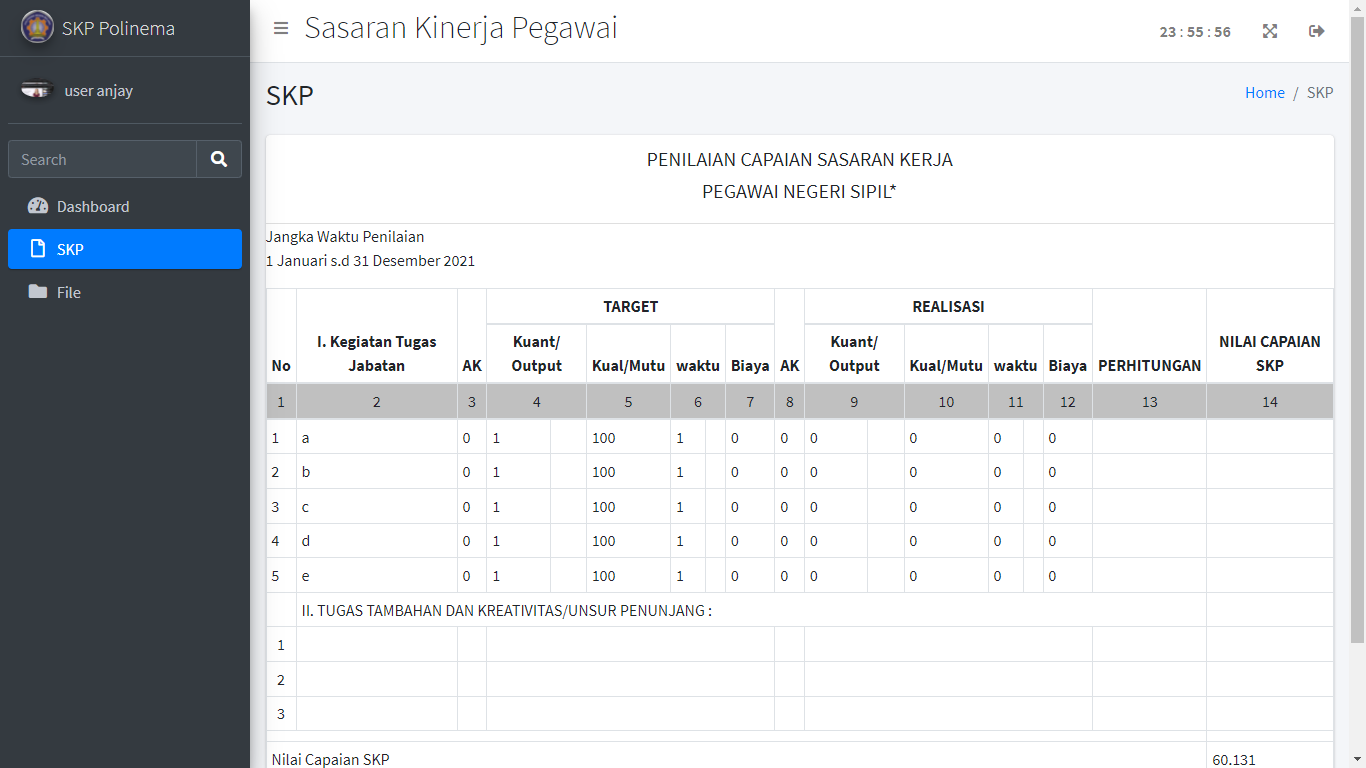 SKP Polinema
Sasaran Kinerja Pegawai
23 : 55 : 56
user anjay
Search
Dashboard
SKP
File
SKP
Home / SKP
PENILAIAN CAPAIAN SASARAN KERJA
PEGAWAI NEGERI SIPIL*
Jangka Waktu Penilaian
1 Januari s.d 31 Desember 2021
No I. Kegiatan Tugas Jabatan AK TARGET AK REALISASI PERHITUNGAN NILAI CAPAIAN SKP
Kuant/ Output Kual/Mutu waktu Biaya Kuant/ Output Kual/Mutu waktu Biaya
1 2 3 4 5 6 7 8 9 10 11 12 13 14
1 a 0 1 100 1 0 0 0 0 0 0
2 b 0 1 100 1 0 0 0 0 0 0
3 c 0 1 100 1 0 0 0 0 0 0
4 d 0 1 100 1 0 0 0 0 0 0
5 e 0 1 100 1 0 0 0 0 0 0
II. TUGAS TAMBAHAN DAN KREATIVITAS/UNSUR PENUNJANG :
1
2
3
Nilai Capaian SKP 60.131